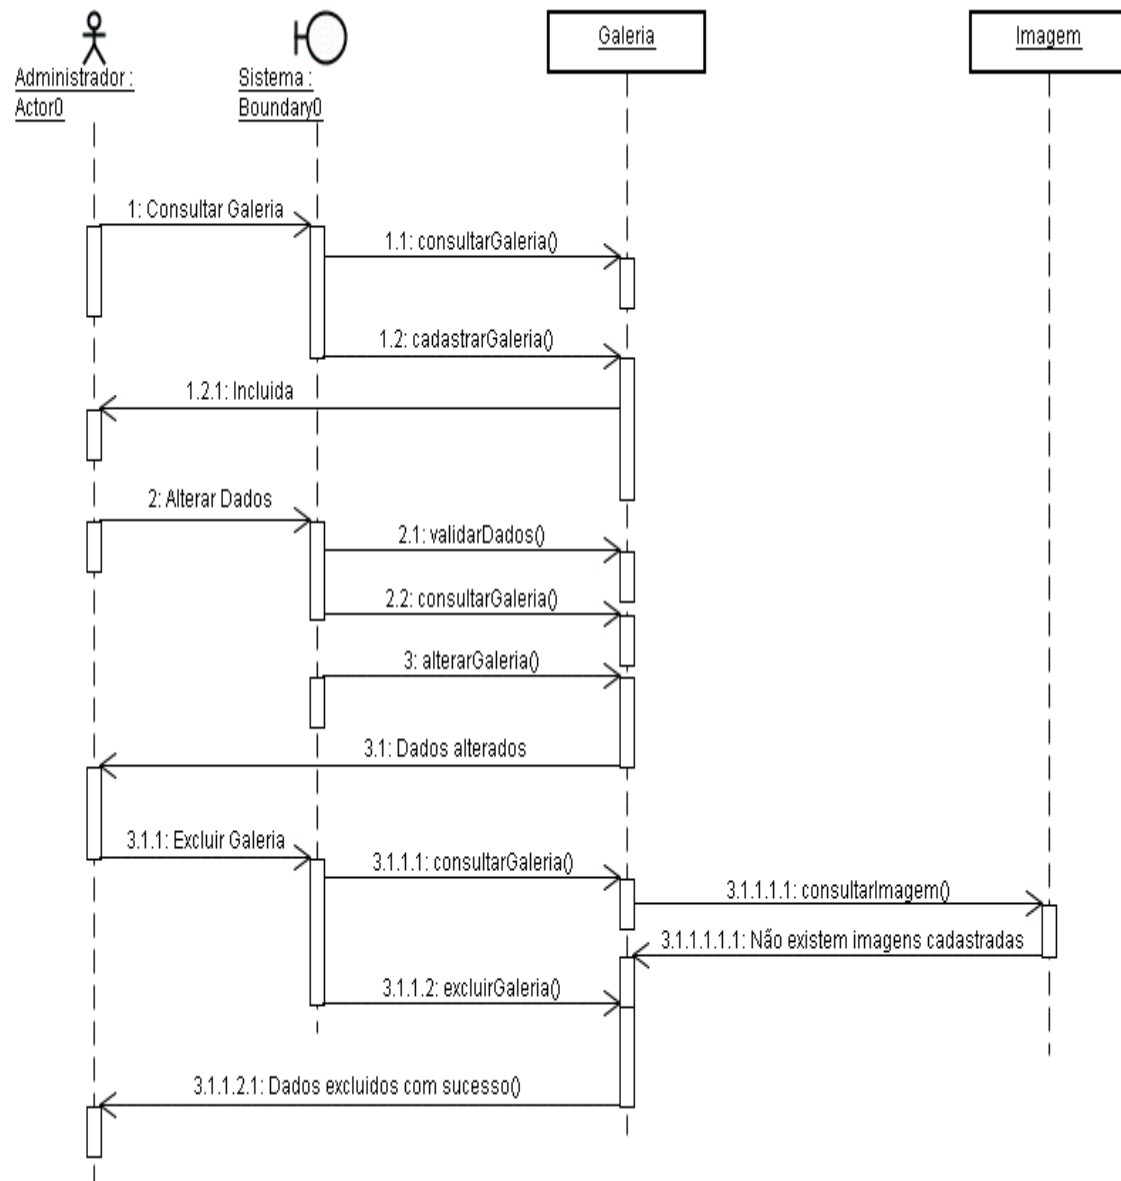 Administrador :
Actor0
Sistema :
Boundary0
Galeria
Imagem
1: Consultar Galeria
1.1: consultarGaleria()
1.2: cadastrarGaleria()
1.2.1: Incluida
2: Alterar Dados
2.1: validarDados()
2.2: consultarGaleria()
3: alterarGaleria()
3.1: Dados alterados
3.1.1: Excluir Galeria
3.1.1.1: consultarGaleria()
3.1.1.1.1: consultarImagem()
3.1.1.1.1.1: Não existem imagens cadastradas
3.1.1.2: excluirGaleria()
3.1.1.2.1: Dados excluidos com sucesso()